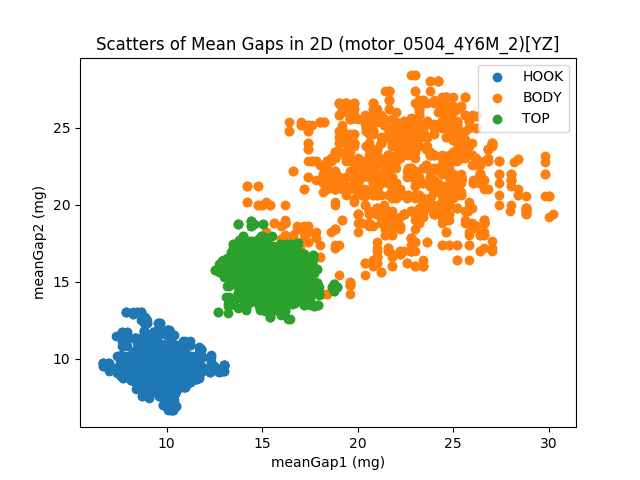 Scatters of Mean Gaps in 2D (motor_0504_4Y6M_2)[YZ]
HOOK
BODY
TOP
25
20
15
10
meanGap2 (mg)
10 15 20 25 30
meanGap1 (mg)